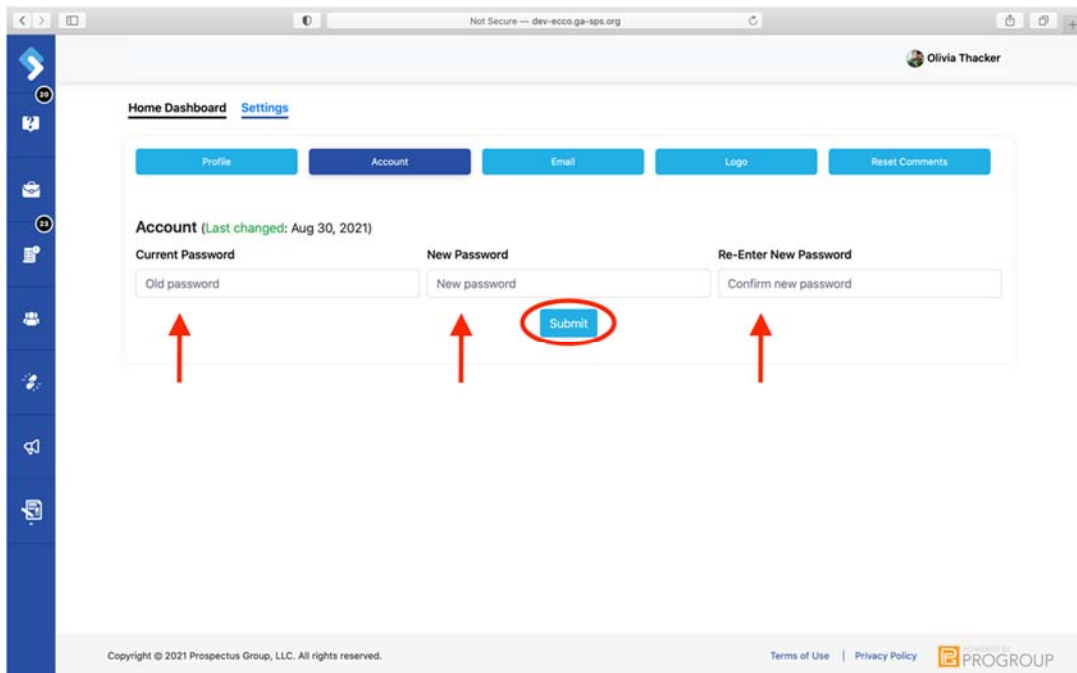 Not Secure — dev-ecco.ga-sps.org
Olivia Thacker
20
Home Dashboard Settings
Profile Account Email Logo Reset Comments
23
Account (Last changed: Aug 30, 2021)
Current Password New Password Re-Enter New Password
Old password New password Confirm new password
Submit
Copyright © 2021 Prospectus Group, LLC. All rights reserved.
Terms of Use | Privacy Policy
POWERED BY
PROGROUP